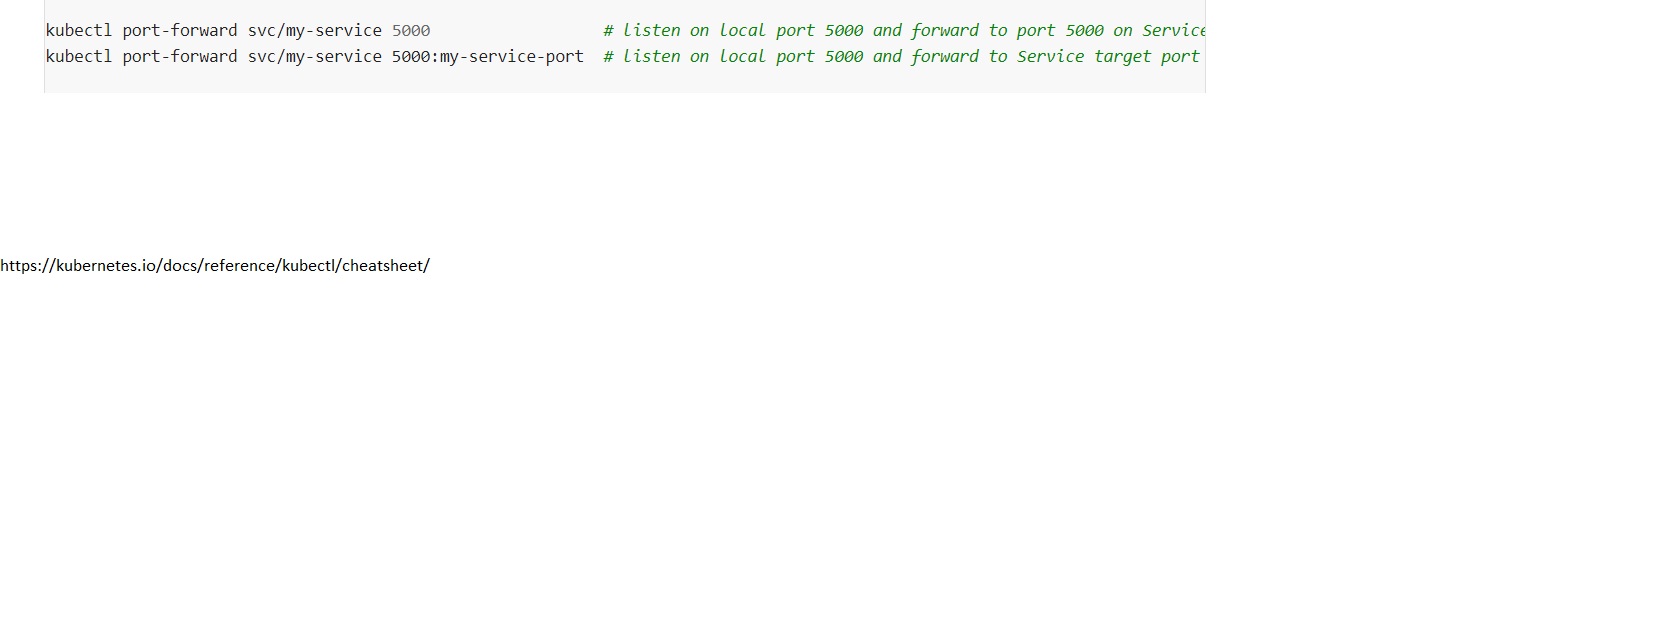 kubectl port-forward svc/my-service 5000 # listen on local port 5000 and forward to port 5000 on Service
kubectl port-forward svc/my-service 5000:my-service-port # listen on local port 5000 and forward to Service target port
https://kubernetes.io/docs/reference/kubectl/cheatsheet/